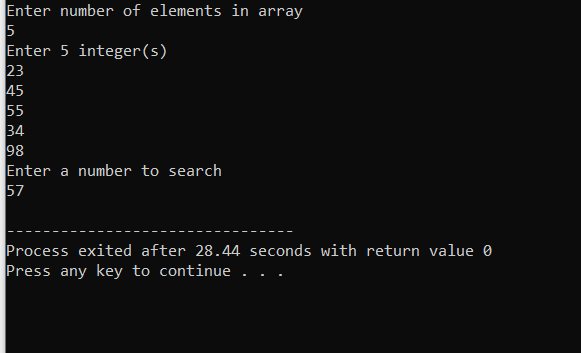 Enter number of elements in array
5
Enter 5 integer(s)
23
45
55
34
98
Enter a number to search
57
--------------------------------
Process exited after 28.44 seconds with return value 0
Press any key to continue . . .